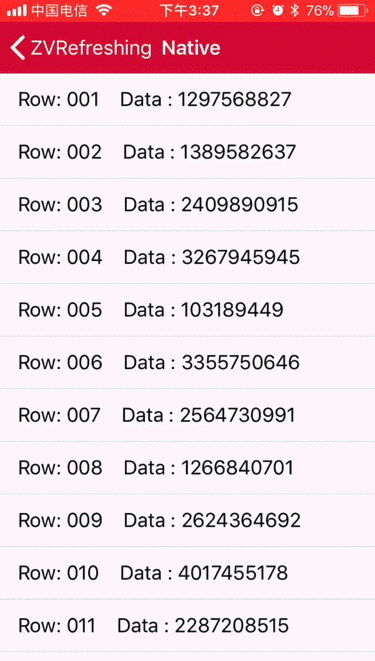 中国电信 下午3:37 76%
ZVRefreshing Native
Row: 001 Data : 1297568827
Row: 002 Data : 1389582637
Row: 003 Data : 2409890915
Row: 004 Data : 3267945945
Row: 005 Data : 103189449
Row: 006 Data : 3355750646
Row: 007 Data : 2564730991
Row: 008 Data : 1266840701
Row: 009 Data : 2624364692
Row: 010 Data : 4017455178
Row: 011 Data : 2287208515